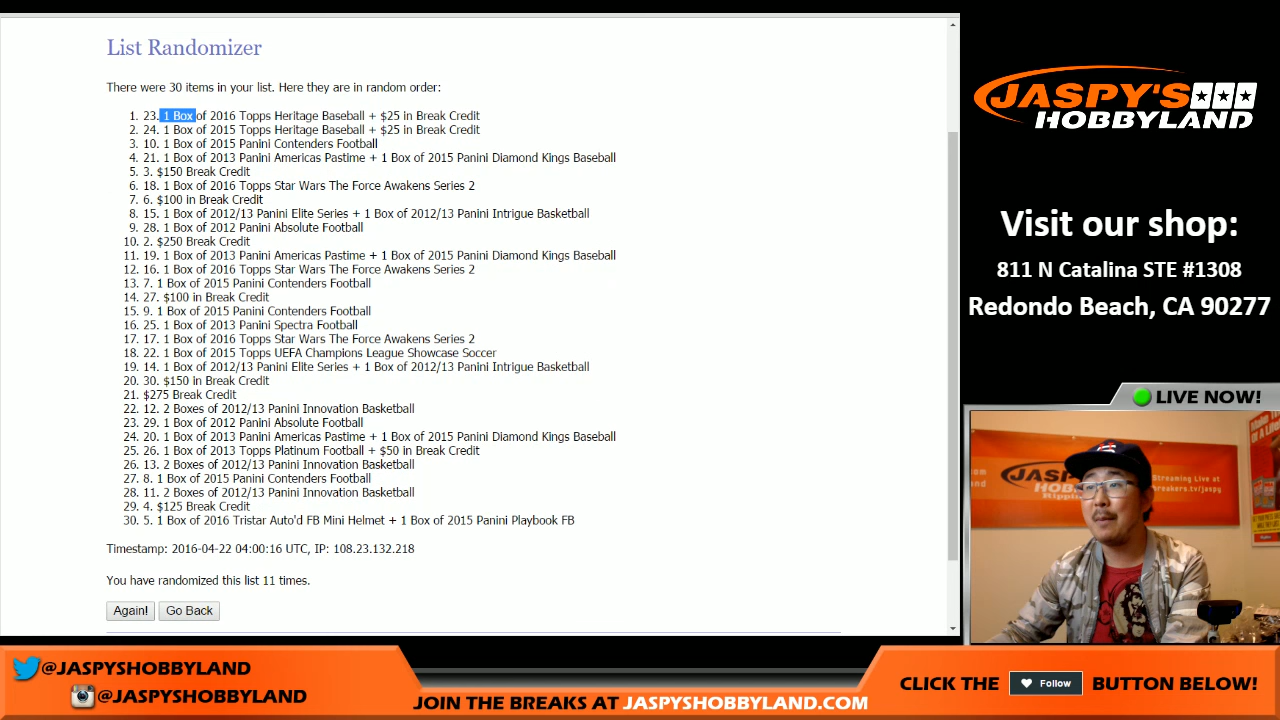 List Randomizer
There were 30 items in your list. Here they are in random order:
1. 23. 1 Box of 2016 Topps Heritage Baseball + $25 in Break Credit
2. 24. 1 Box of 2015 Topps Heritage Baseball + $25 in Break Credit
3. 10. 1 Box of 2015 Panini Contenders Football
4. 21. 1 Box of 2013 Panini Americas Pastime + 1 Box of 2015 Panini Diamond Kings Baseball
5. 3. $150 Break Credit
6. 18. 1 Box of 2016 Topps Star Wars The Force Awakens Series 2
7. 6. $100 in Break Credit
8. 15. 1 Box of 2012/13 Panini Elite Series + 1 Box of 2012/13 Panini Intrigue Basketball
9. 28. 1 Box of 2012 Panini Absolute Football
10. 2. $250 Break Credit
11. 19. 1 Box of 2013 Panini Americas Pastime + 1 Box of 2015 Panini Diamond Kings Baseball
12. 16. 1 Box of 2016 Topps Star Wars The Force Awakens Series 2
13. 7. 1 Box of 2015 Panini Contenders Football
14. 27. $100 in Break Credit
15. 9. 1 Box of 2015 Panini Contenders Football
16. 25. 1 Box of 2013 Panini Spectra Football
17. 17. 1 Box of 2016 Topps Star Wars The Force Awakens Series 2
18. 22. 1 Box of 2015 Topps UEFA Champions League Showcase Soccer
19. 14. 1 Box of 2012/13 Panini Elite Series + 1 Box of 2012/13 Panini Intrigue Basketball
20. 30. $150 in Break Credit
21. $275 Break Credit
22. 12. 2 Boxes of 2012/13 Panini Innovation Basketball
23. 29. 1 Box of 2012 Panini Absolute Football
24. 20. 1 Box of 2013 Panini Americas Pastime + 1 Box of 2015 Panini Diamond Kings Baseball
25. 26. 1 Box of 2013 Topps Platinum Football + $50 in Break Credit
26. 13. 2 Boxes of 2012/13 Panini Innovation Basketball
27. 8. 1 Box of 2015 Panini Contenders Football
28. 11. 2 Boxes of 2012/13 Panini Innovation Basketball
29. 4. $125 Break Credit
30. 5. 1 Box of 2016 Tristar Auto'd FB Mini Helmet + 1 Box of 2015 Panini Playbook FB
Timestamp: 2016-04-22 04:00:16 UTC, IP: 108.23.132.218
You have randomized this list 11 times.
Again! Go Back
JASPY'S
HOBBYLAND
Visit our shop:
811 N Catalina STE #1308
Redondo Beach, CA 90277
LIVE NOW!
JASPY'S
HOBBY
Streaming Live at
breakers.tv/jaspy
@JASPYSHOBBYLAND
@JASPYSHOBBYLAND
JOIN THE BREAKS AT JASPYSHOBBYLAND.COM
CLICK THE Follow BUTTON BELOW!